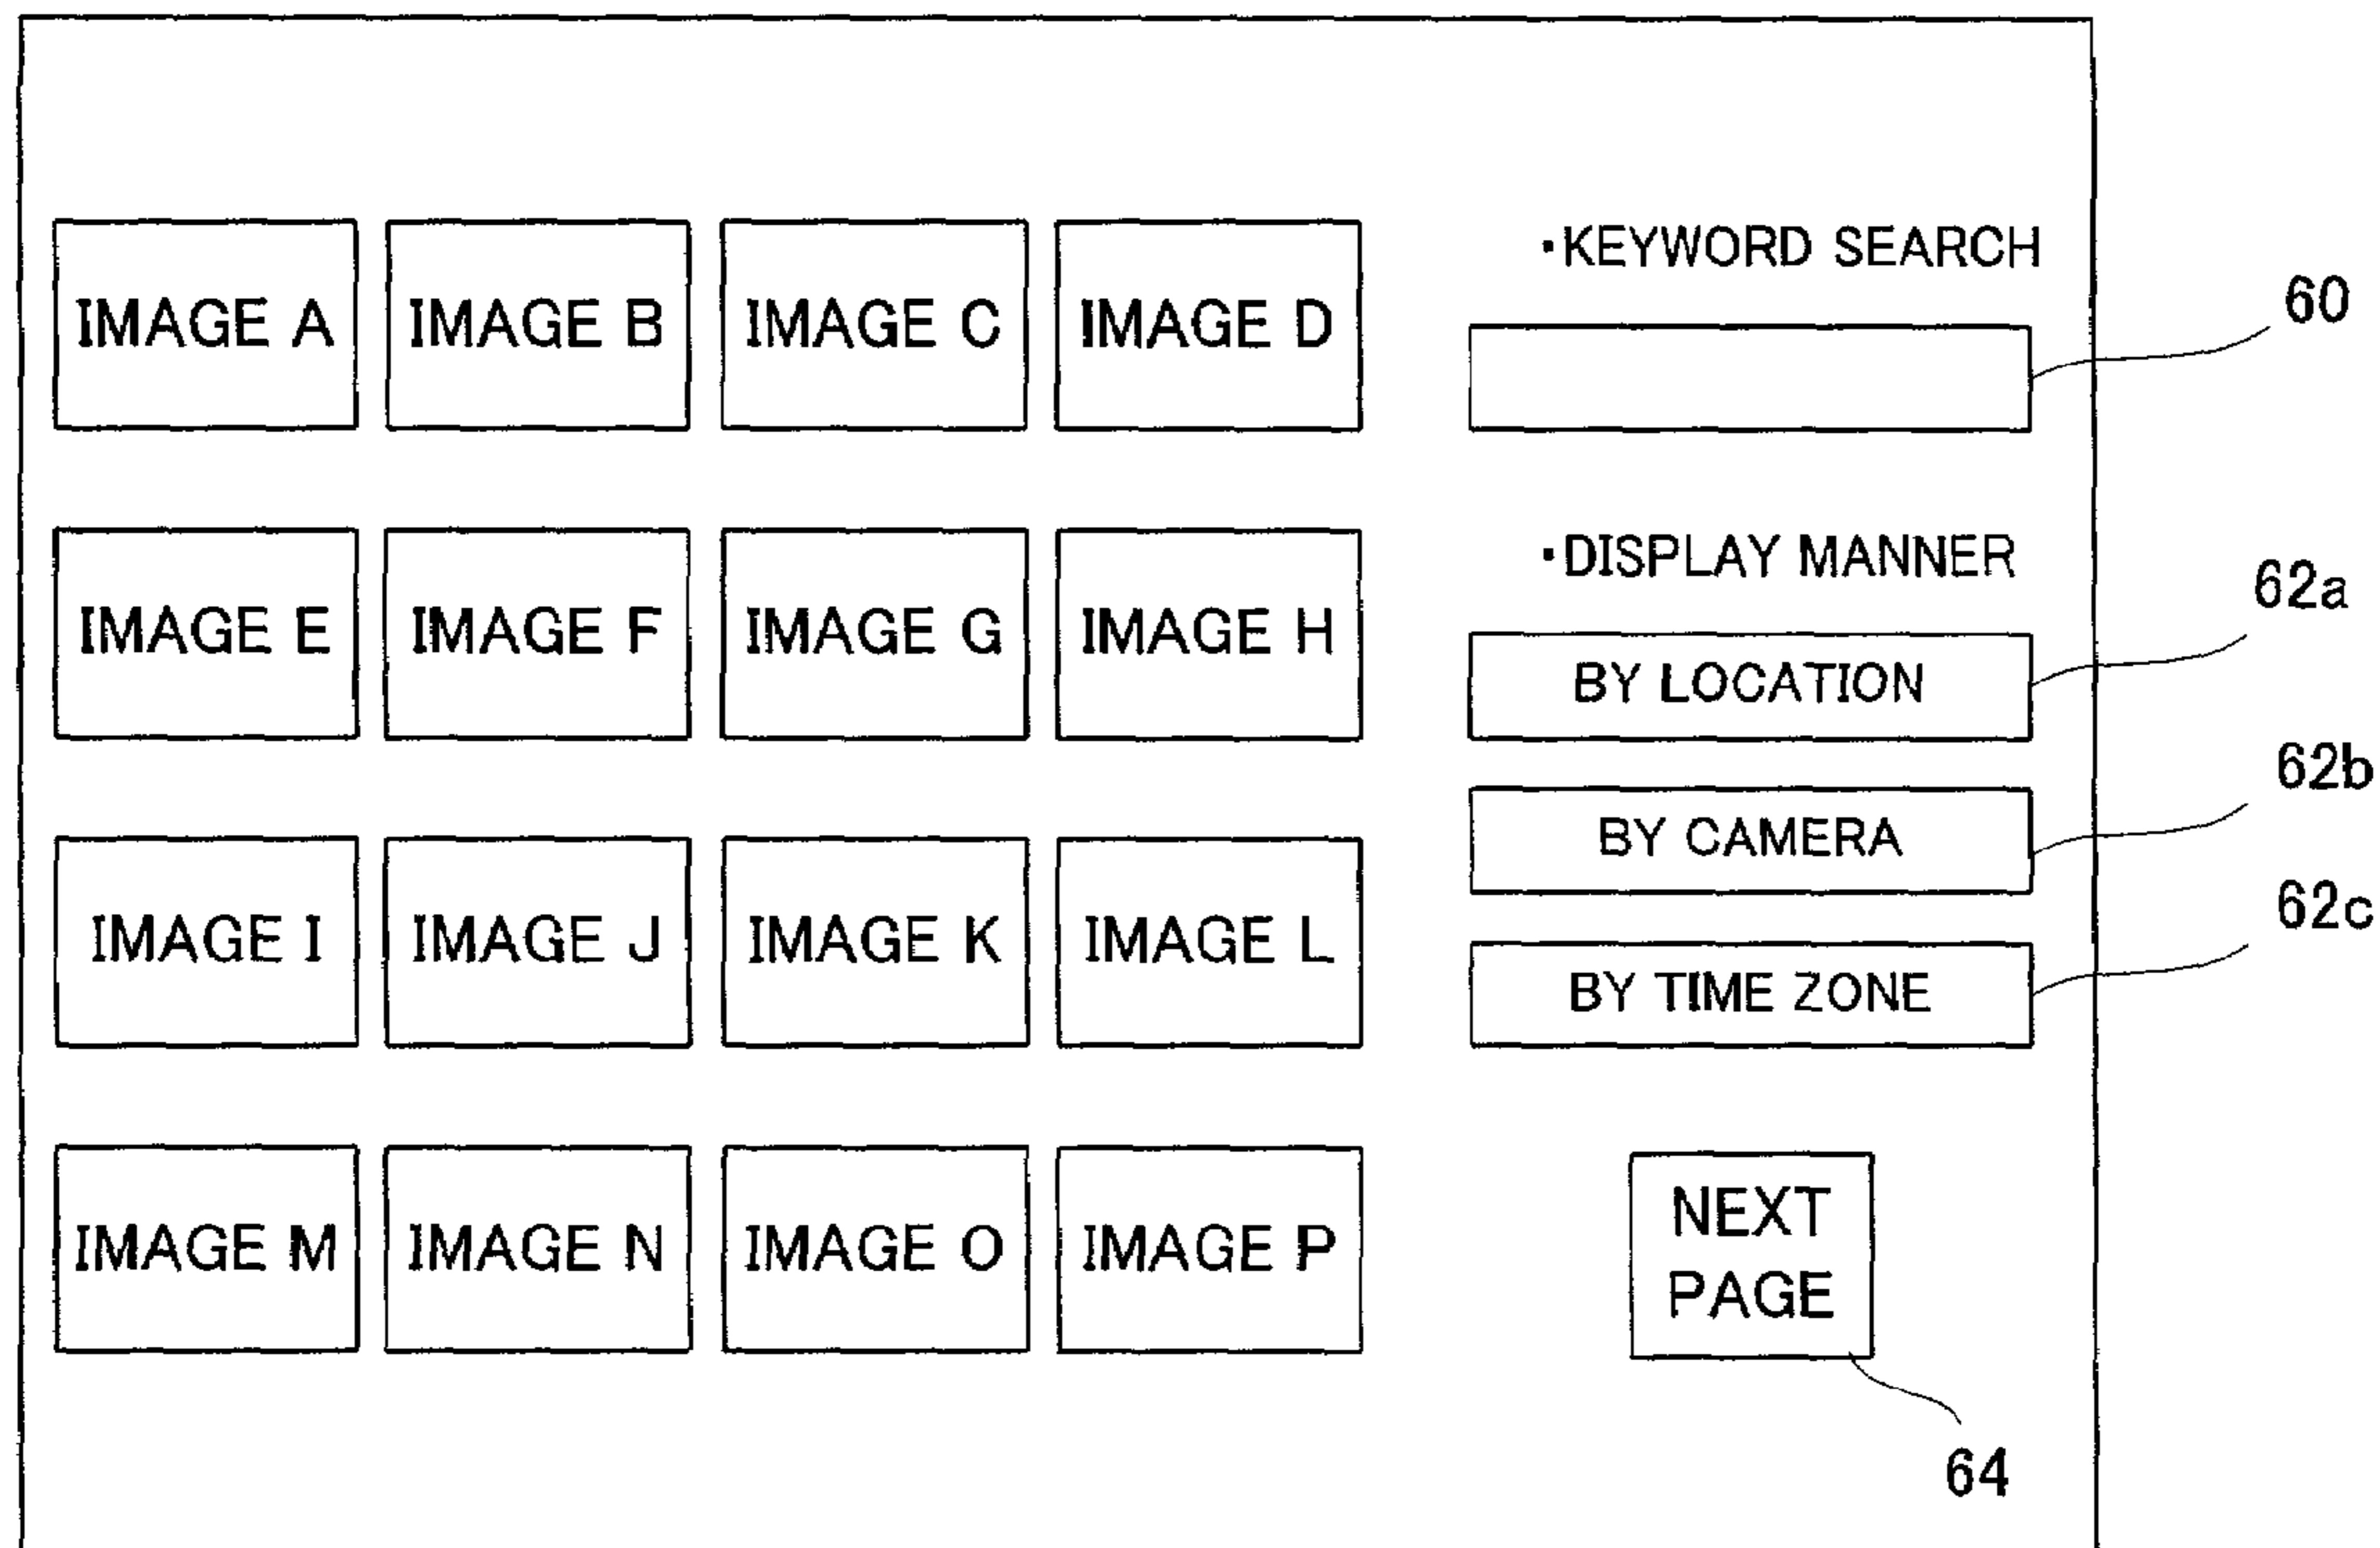 IMAGE A
IMAGE B
IMAGE C
IMAGE D
·KEYWORD SEARCH
60
IMAGE E
IMAGE F
IMAGE G
IMAGE H
·DISPLAY MANNER
62a
BY LOCATION
62b
BY CAMERA
62c
IMAGE I
IMAGE J
IMAGE K
IMAGE L
BY TIME ZONE
IMAGE M
IMAGE N
IMAGE O
IMAGE P
NEXT
PAGE
64